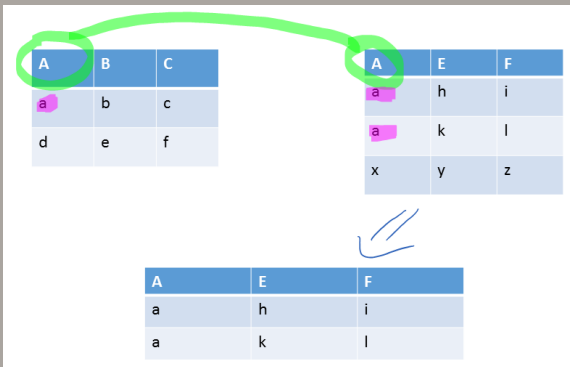 A B C
a b c
d e f
A E F
a h i
a k l
x y z
A E F
a h i
a k l